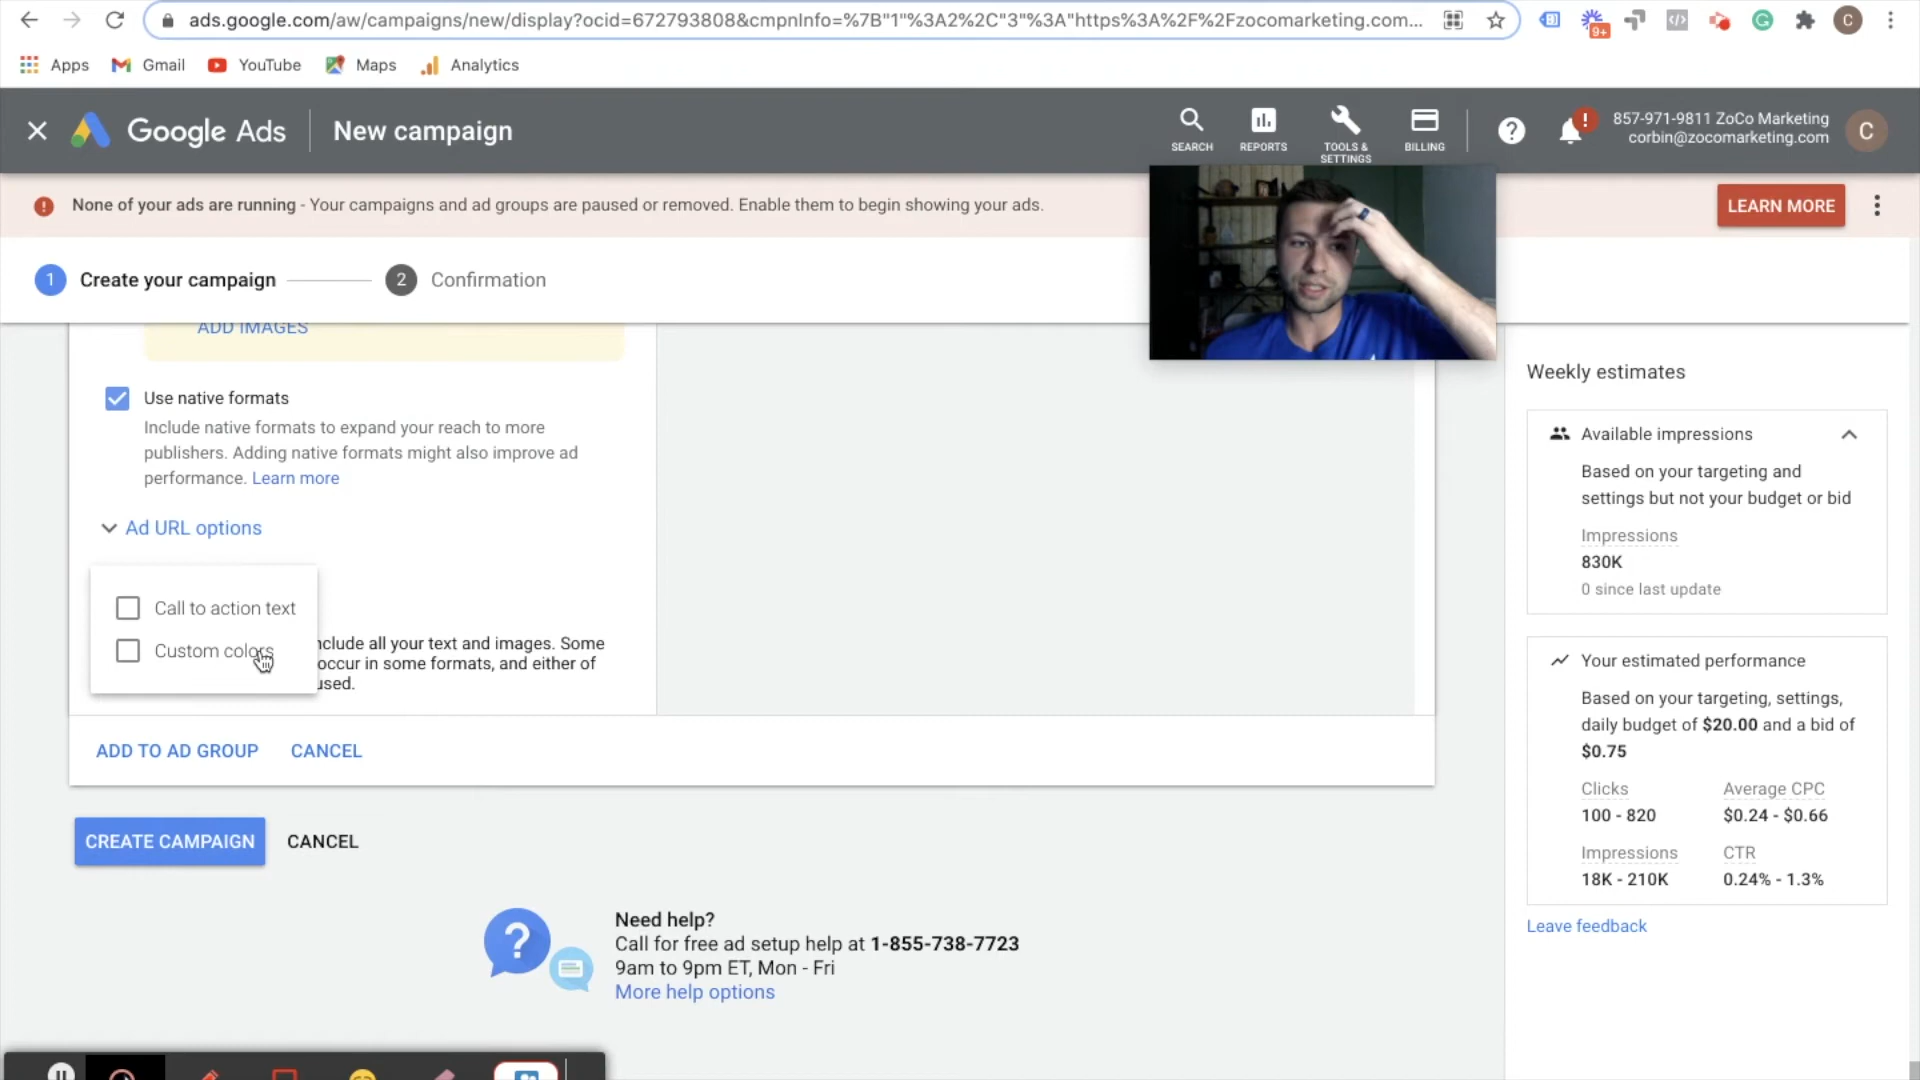 ads.google.com/aw/campaigns/new/display?ocid=672793808&cmpnInfo=%7B"1"%3A2%2C"3"%3A"https%3A%2F%2Fzocomarketing.com...
9+
C
Apps
Gmail
YouTube
Maps
Analytics
Google Ads
New campaign
SEARCH
REPORTS
TOOLS &
SETTINGS
BILLING
857-971-9811 ZoCo Marketing
corbin@zocomarketing.com
C
None of your ads are running - Your campaigns and ad groups are paused or removed. Enable them to begin showing your ads.
LEARN MORE
1
Create your campaign
2
Confirmation
ADD IMAGES
Use native formats
Include native formats to expand your reach to more
publishers. Adding native formats might also improve ad
performance. Learn more
Ad URL options
Call to action text
Custom colors
nclude all your text and images. Some
occur in some formats, and either of
used.
ADD TO AD GROUP
CANCEL
CREATE CAMPAIGN
CANCEL
Need help?
Call for free ad setup help at 1-855-738-7723
9am to 9pm ET, Mon - Fri
More help options
Weekly estimates
Available impressions
Based on your targeting and
settings but not your budget or bid
Impressions
830K
0 since last update
Your estimated performance
Based on your targeting, settings,
daily budget of $20.00 and a bid of
$0.75
Clicks
Average CPC
100 - 820
$0.24 - $0.66
Impressions
CTR
18K - 210K
0.24% - 1.3%
Leave feedback